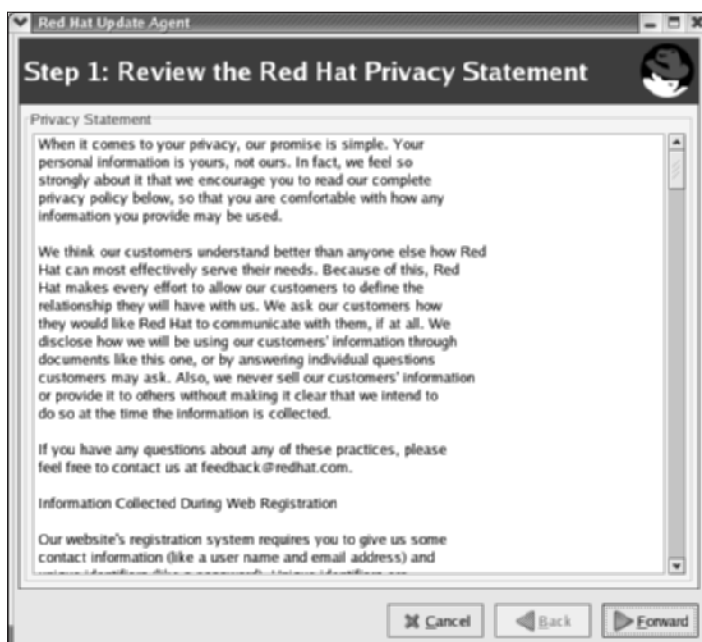 Red Hat Update Agent
Step 1: Review the Red Hat Privacy Statement
Privacy Statement
When it comes to your privacy, our promise is simple. Your
personal information is yours, not ours. In fact, we feel so
strongly about it that we encourage you to read our complete
privacy policy below, so that you are comfortable with how any
information you provide may be used.
We think our customers understand better than anyone else how Red
Hat can most effectively serve their needs. Because of this, Red
Hat makes every effort to allow our customers to define the
relationship they will have with us. We ask our customers how
they would like Red Hat to communicate with them, if at all. We
disclose how we will be using our customers' information through
documents like this one, or by answering individual questions
customers may ask. Also, we never sell our customers' information
or provide it to others without making it clear that we intend to
do so at the time the information is collected.
If you have any questions about any of these practices, please
feel free to contact us at feedback@redhat.com.
Information Collected During Web Registration
Our website's registration system requires you to give us some
contact information (like a user name and email address) and
Cancel
Back
Forward